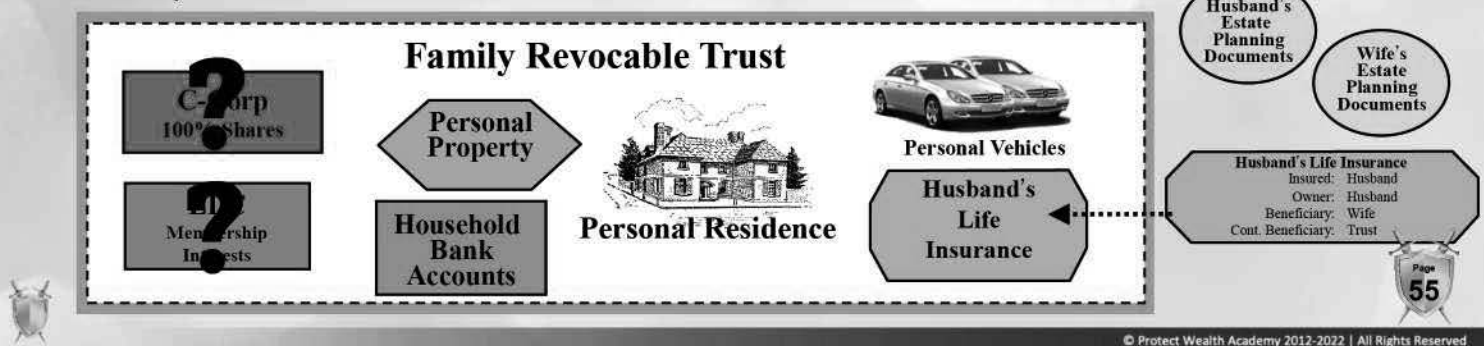 Family Revocable Trust
100% Shares
Personal
Property
Household
Bank
Accounts
Personal Residence
Personal Vehicles
Husband's
Life
Insurance
Husband's
Estate
Planning
Documents
Wife's
Estate
Planning
Documents
Husband's Life Insurance
Insured: Husband
Owner: Husband
Beneficiary: Wife
Cont. Beneficiary: Trust
Page
55
© Protect Wealth Academy 2012-2022 | All Rights Reserved